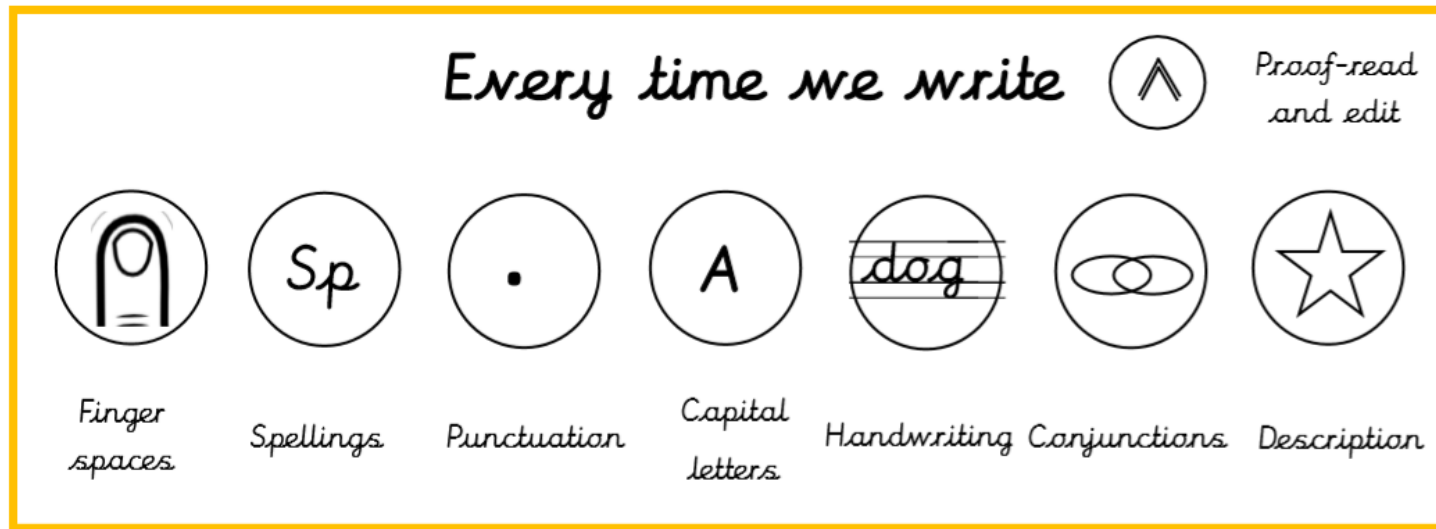 Every time we write
Proof-read
and edit
Sp
.
A
dog
Finger
spaces
Spellings
Punctuation
Capital
letters
Handwriting
Conjunctions
Description